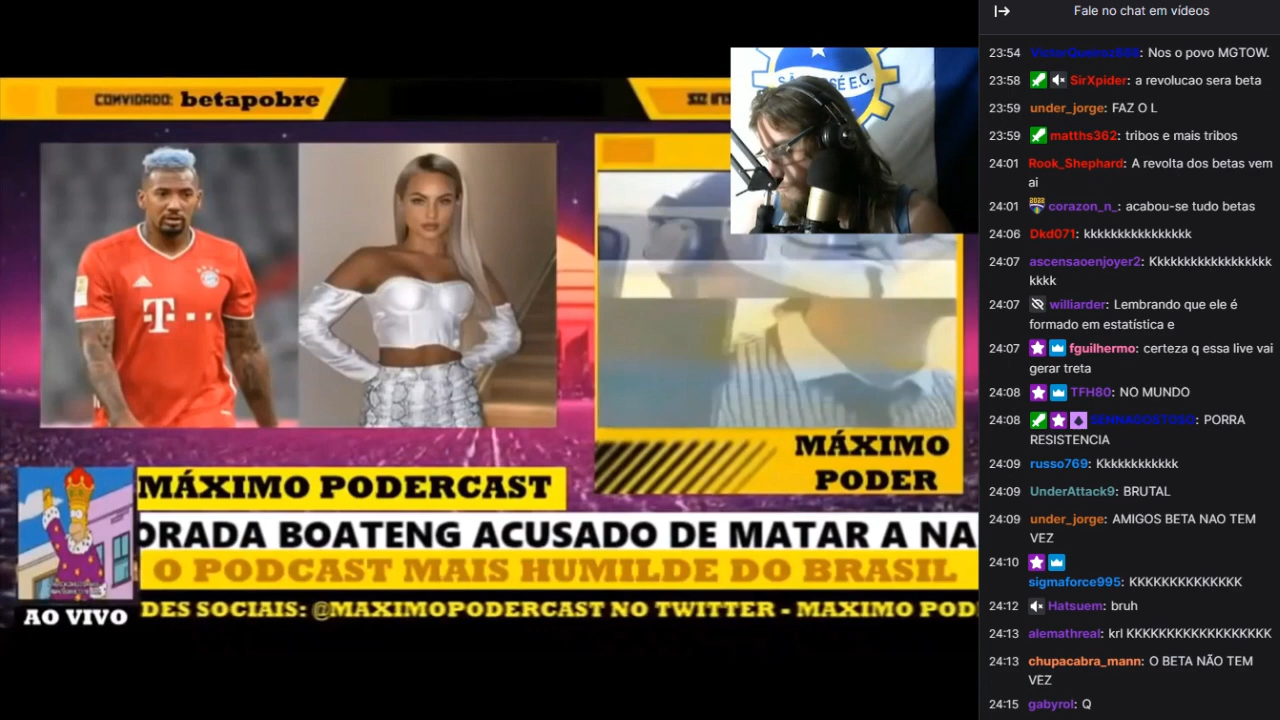 CONVIDADO: betapobre
SÃO JOSÉ E.C.
T
MÁXIMO
PODER
MÁXIMO PODERCAST
ORADA BOATENG ACUSADO DE MATAR A NA
O PODCAST MAIS HUMILDE DO BRASIL
AO VIVO
DES SOCIAIS: @MAXIMOPODERCAST NO TWITTER - MAXIMO POD
Fale no chat em vídeos
23:54 VictorQueiroz688: Nos o povo MGTOW.
23:58 SirXpider: a revolucao sera beta
23:59 under_jorge: FAZ O L
23:59 matths362: tribos e mais tribos
24:01 Rook_Shephard: A revolta dos betas vem
ai
24:01 corazon_n_: acabou-se tudo betas
24:06 Dkd071: kkkkkkkkkkkkkkkk
24:07 ascensaoenjoyer2: Kkkkkkkkkkkkkkkkk
kkkk
24:07 williarder: Lembrando que ele é
formado em estatística e
24:07 fguilhermo: certeza q essa live vai
gerar treta
24:08 TFH80: NO MUNDO
24:08 SENNAGOSTOSO: PORRA
RESISTENCIA
24:09 russo769: Kkkkkkkkkkkk
24:09 UnderAttack9: BRUTAL
24:09 under_jorge: AMIGOS BETA NAO TEM
VEZ
24:10
sigmaforce995: KKKKKKKKKKKKKK
24:12 Hatsuem: bruh
24:13 alemathreal: krl KKKKKKKKKKKKKKKKKK
24:13 chupacabra_mann: O BETA NÃO TEM
VEZ
24:15 gabyrol: Q